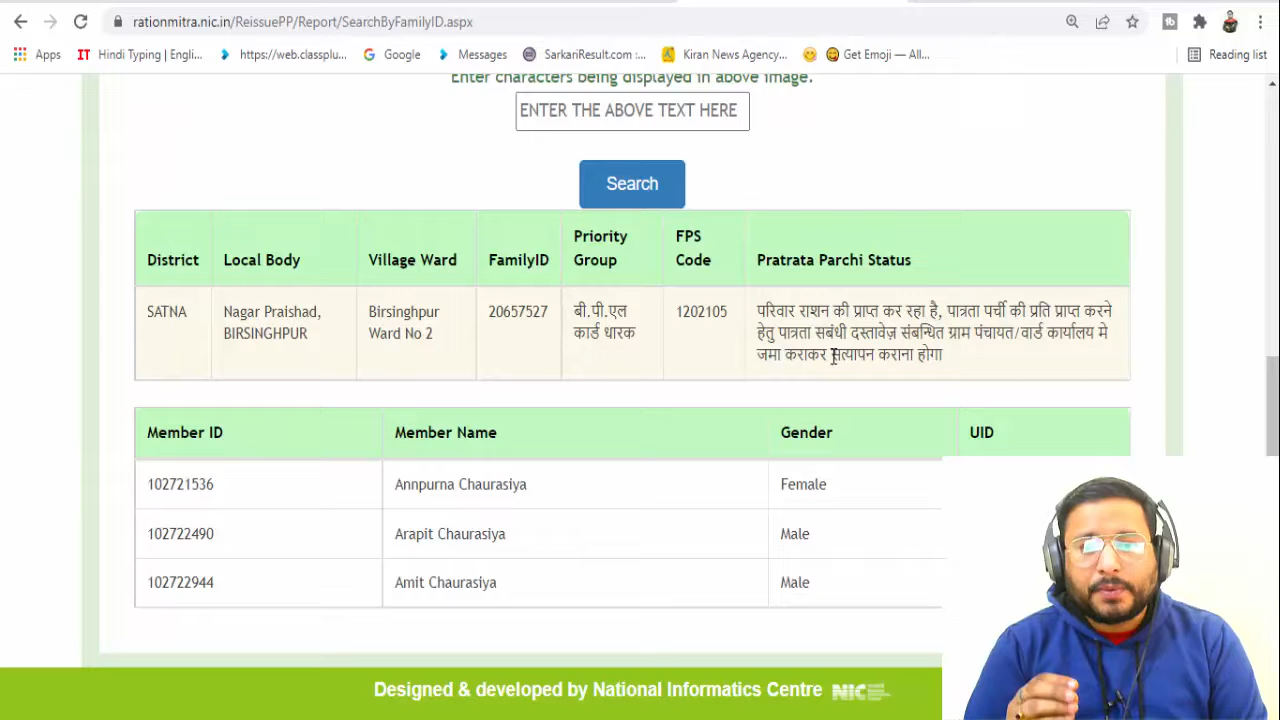 rationmitra.nic.in/ReissuePP/Report/SearchByFamilyID.aspx
Apps IT Hindi Typing | Engli... https://web.classplu... Google Messages SarkariResult.com :... Kiran News Agency... Get Emoji — All... Reading list
Enter characters being displayed in above image.
ENTER THE ABOVE TEXT HERE
Search
District Local Body Village Ward FamilyID Priority Group FPS Code Pratrata Parchi Status
SATNA
Nagar Praishad,
BIRSINGHPUR
Birsinghpur
Ward No 2
20657527
बी.पी.एल
कार्ड धारक
1202105
परिवार राशन की प्राप्त कर रहा है, पात्रता पर्ची की प्रति प्राप्त करने
हेतु पात्रता सबंधी दस्तावेज़ संबन्धित ग्राम पंचायत/वार्ड कार्यालय मे
जमा कराकर सत्यापन कराना होगा
Member ID Member Name Gender UID
102721536 Annpurna Chaurasiya Female
102722490 Arapit Chaurasiya Male
102722944 Amit Chaurasiya Male
Designed & developed by National Informatics Centre NIC